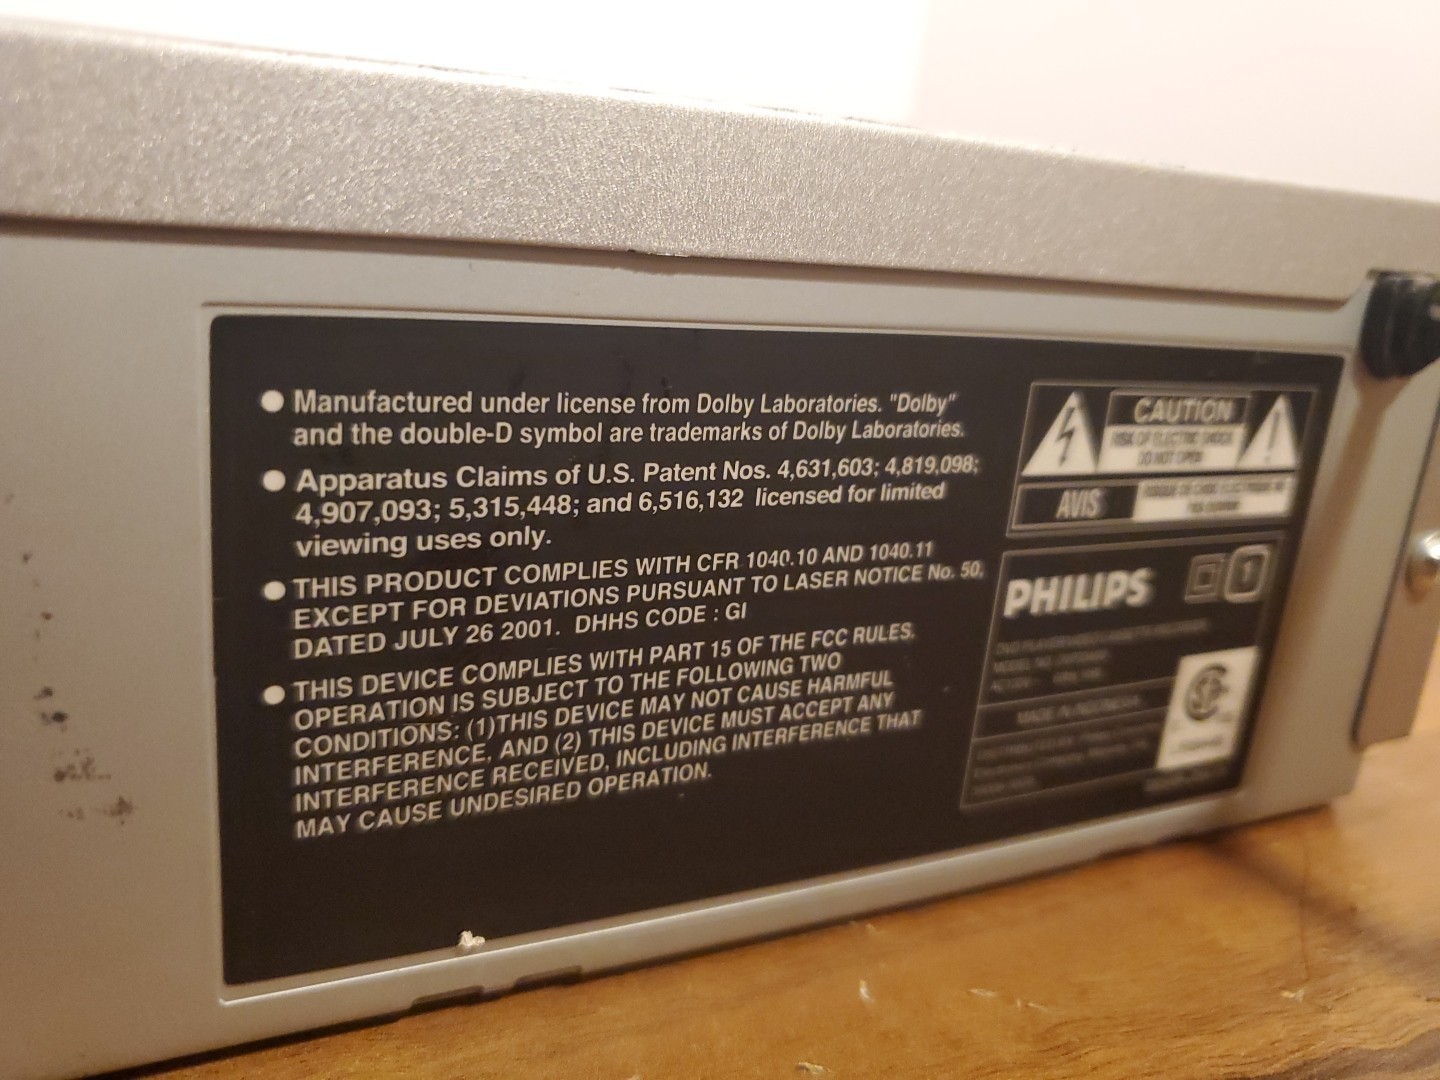 ● Manufactured under license from Dolby Laboratories. "Dolby"
and the double-D symbol are trademarks of Dolby Laboratories.
● Apparatus Claims of U.S. Patent Nos. 4,631,603; 4,819,098;
4,907,093; 5,315,448; and 6,516,132 licensed for limited
viewing uses only.
● THIS PRODUCT COMPLIES WITH CFR 1040.10 AND 1040.11
EXCEPT FOR DEVIATIONS PURSUANT TO LASER NOTICE No. 50,
DATED JULY 26 2001. DHHS CODE : GI
● THIS DEVICE COMPLIES WITH PART 15 OF THE FCC RULES.
OPERATION IS SUBJECT TO THE FOLLOWING TWO
CONDITIONS: (1)THIS DEVICE MAY NOT CAUSE HARMFUL
INTERFERENCE, AND (2) THIS DEVICE MUST ACCEPT ANY
INTERFERENCE RECEIVED, INCLUDING INTERFERENCE THAT
MAY CAUSE UNDESIRED OPERATION.
CAUTION
RISK OF ELECTRIC SHOCK
DO NOT OPEN
AVIS
PHILIPS
1
MADE IN INDONESIA